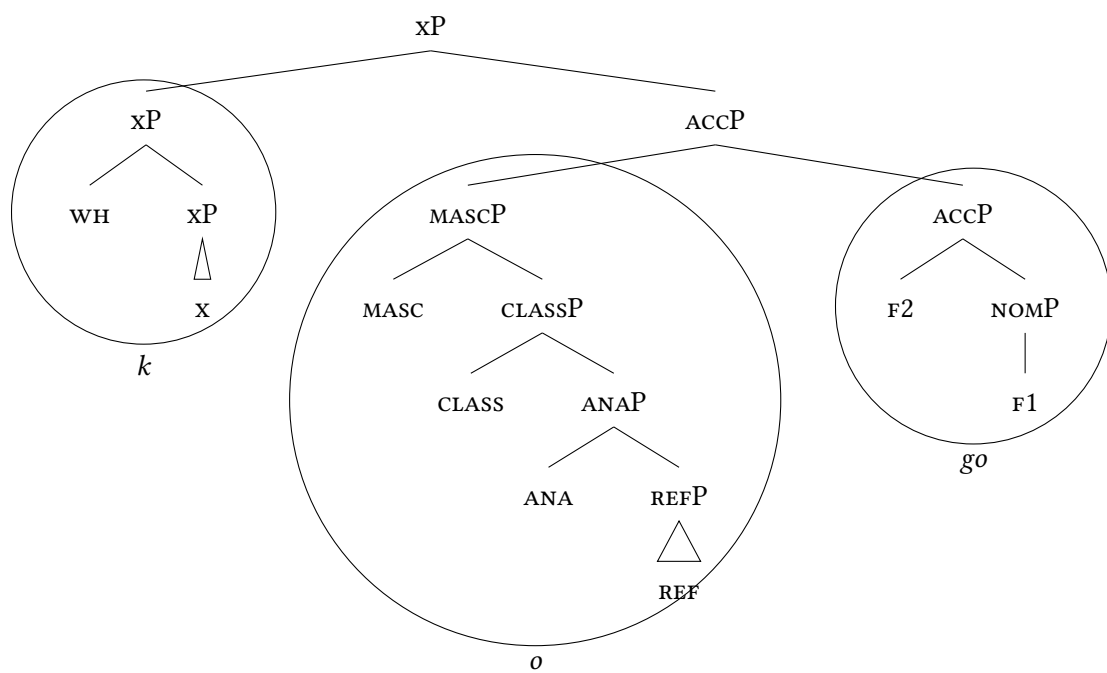 xP
xP ACCP
WH xP MASCP ACCP
x MASC CLASSP F2 NOMP
k
CLASS ANAP F1
go
ANA REFP
REF
o